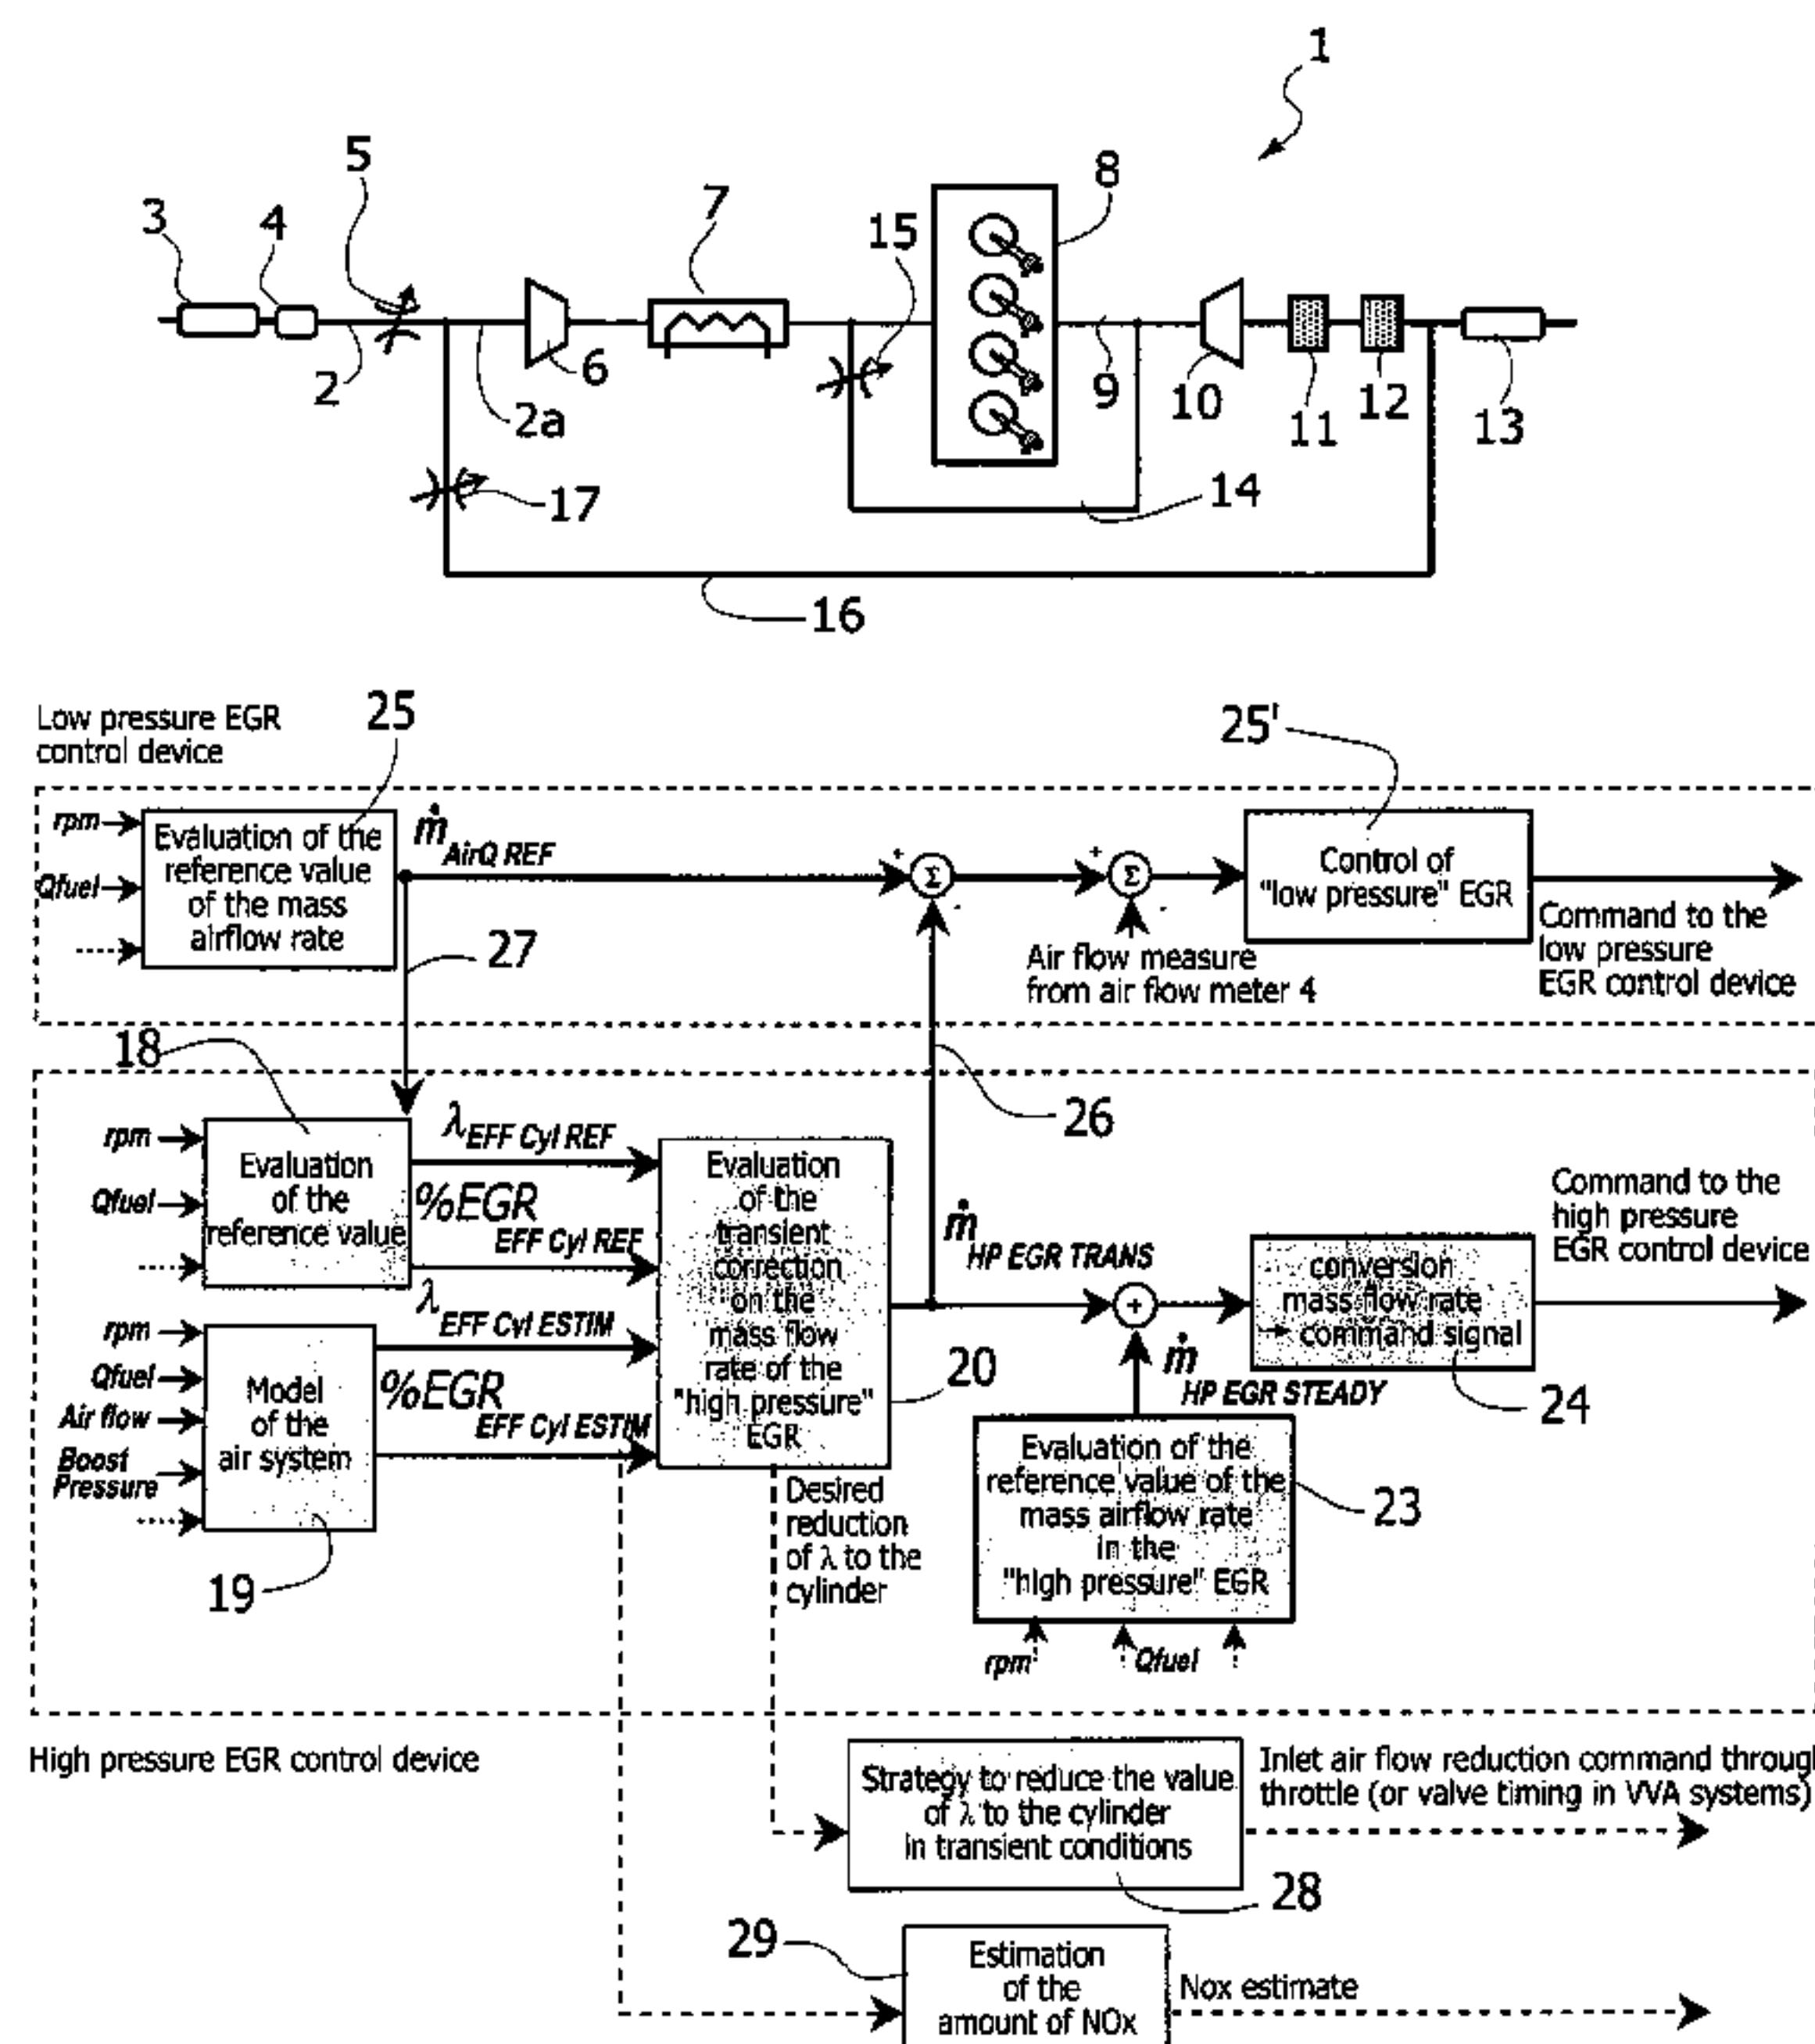 1
5
8
7
3
4
15
6
2
2a
9
10
11
12
13
17
14
16
Low pressure EGR
control device
25
25'
rpm
Qfuel
Evaluation of the
reference value
of the mass
airflow rate
ṁ AirQ REF
+
Σ
-
+
Σ
-
Control of
"low pressure" EGR
Command to the
low pressure
EGR control device
27
Air flow measure
from air flow meter 4
18
26
rpm
Qfuel
Evaluation
of the
reference value
λ EFF Cyl REF
%EGR
EFF Cyl REF
λ
EFF Cyl ESTIM
%EGR
EFF Cyl ESTIM
rpm
Qfuel
Air flow
Boost
Pressure
Model
of the
air system
19
Evaluation
of the
transient
correction
on the
mass flow
rate of the
"high pressure"
EGR
20
ṁ
HP EGR TRANS
+
ṁ
HP EGR STEADY
conversion
mass flow rate
→ command signal
24
Command to the
high pressure
EGR control device
Desired
reduction
of λ to the
cylinder
Evaluation of the
reference value of the
mass airflow rate
in the
"high pressure" EGR
23
rpm
Qfuel
High pressure EGR control device
Strategy to reduce the value
of λ to the cylinder
in transient conditions
28
Inlet air flow reduction command through
throttle (or valve timing in VVA systems)
29
Estimation
of the
amount of NOx
Nox estimate